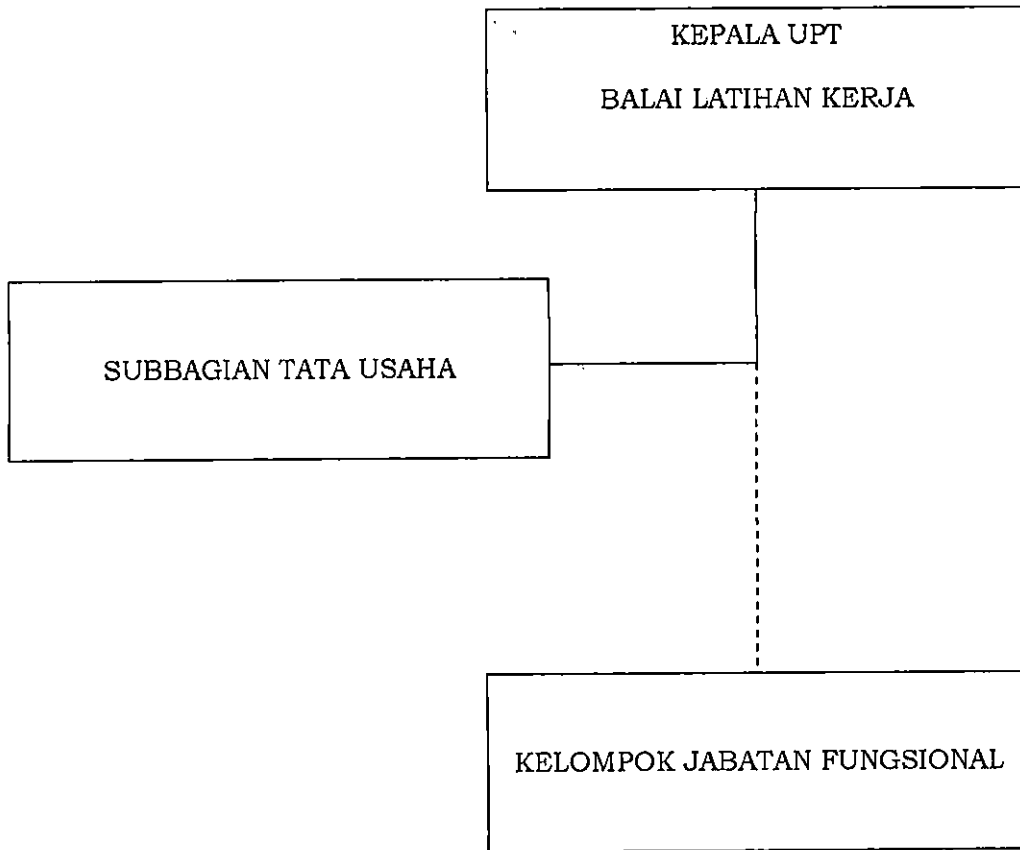 KEPALA UPT
BALAI LATIHAN KERJA
SUBBAGIAN TATA USAHA
KELOMPOK JABATAN FUNGSIONAL